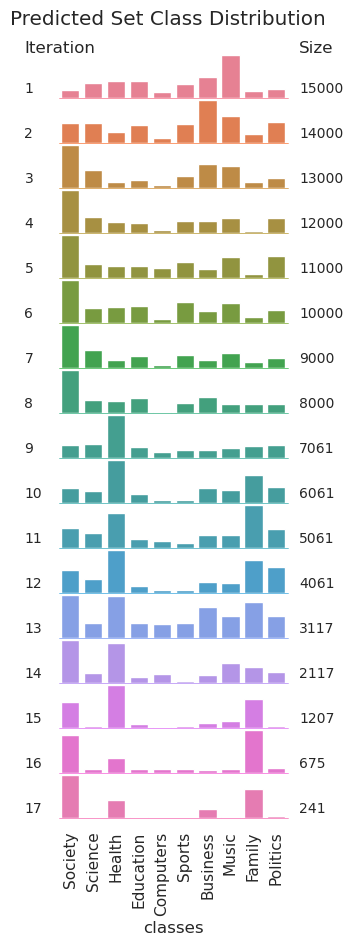 Predicted Set Class Distribution
Iteration Size
1 15000
2 14000
3 13000
4 12000
5 11000
6 10000
7 9000
8 8000
9 7061
10 6061
11 5061
12 4061
13 3117
14 2117
15 1207
16 675
17 241
Society
Science
Health
Education
Computers
Sports
Business
Music
Family
Politics
classes